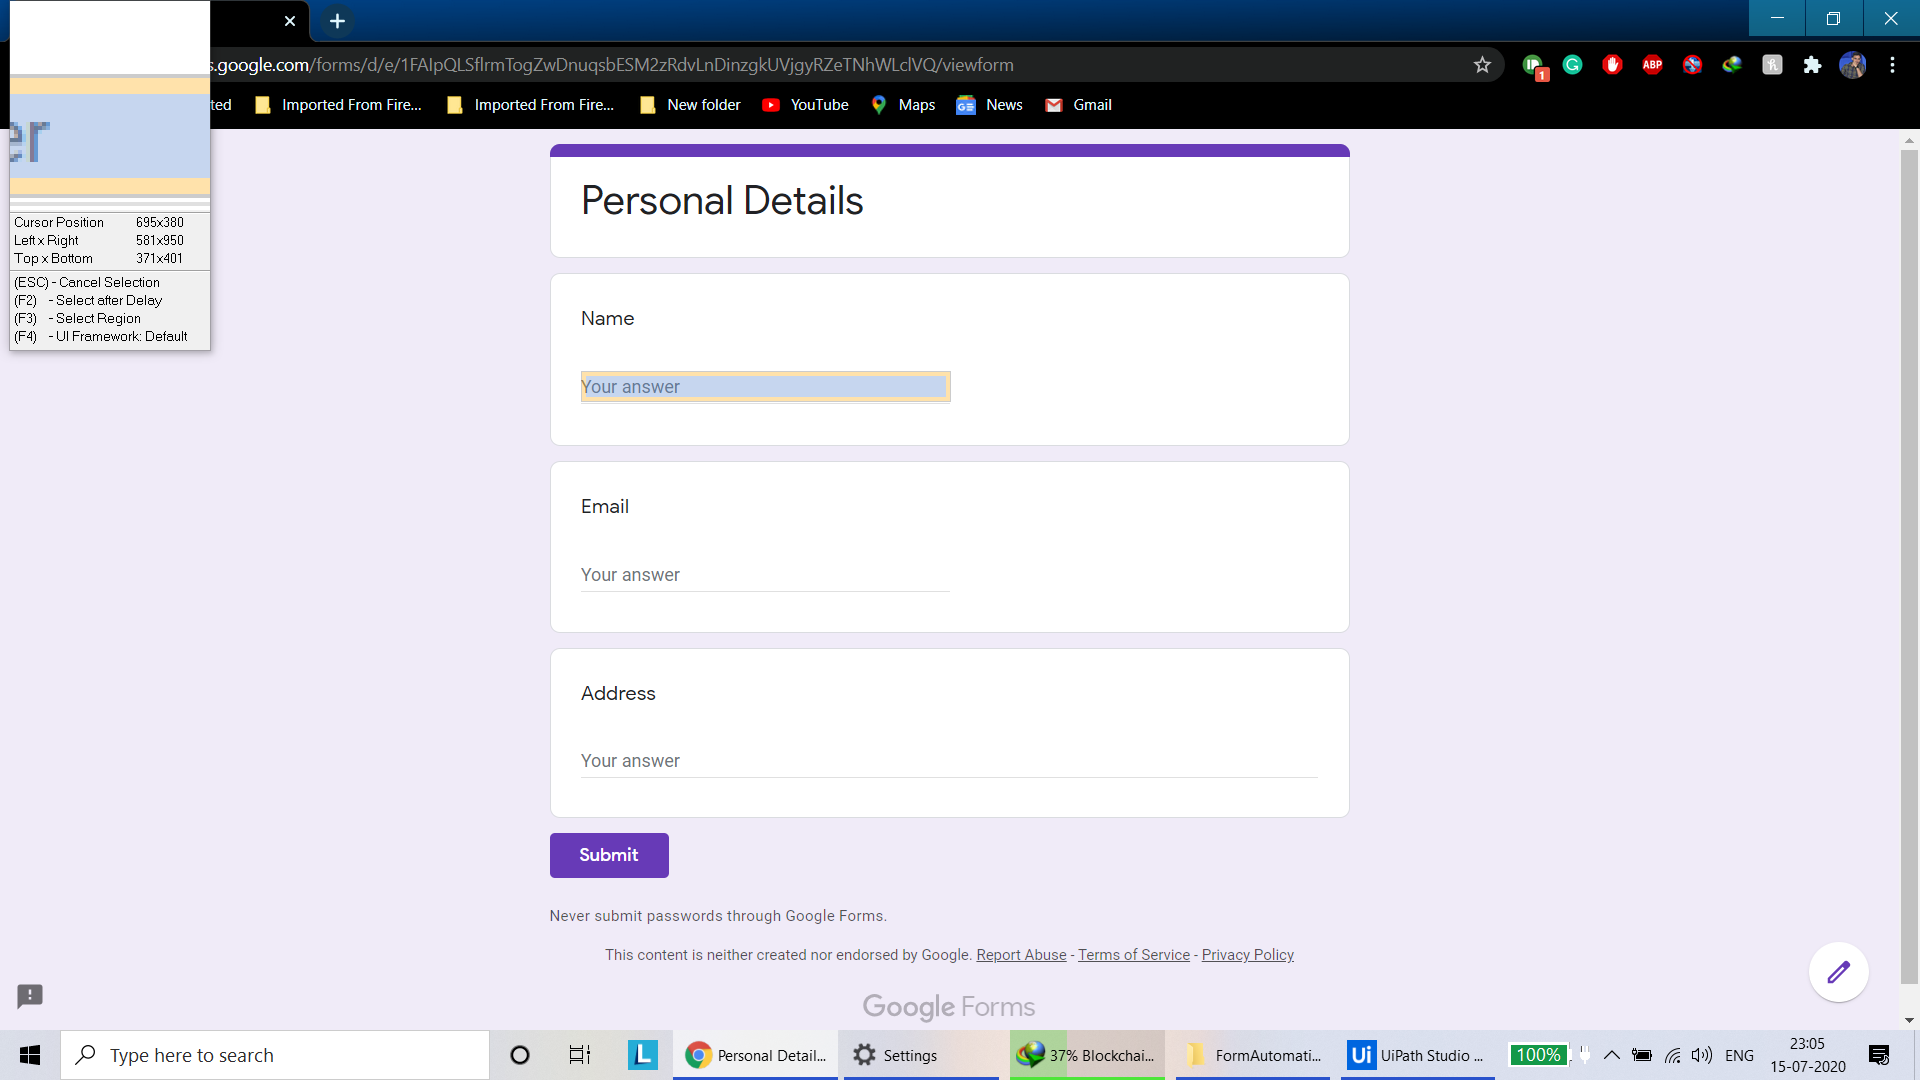 s.google.com/forms/d/e/1FAIpQLSflrmTogZwDnuqsbESM2zRdvLnDinzgkUVjgyRZeTNhWLclVQ/viewform
1
ABP
ted
Imported From Fire...
Imported From Fire...
New folder
YouTube
Maps
GE
News
Gmail
er
Cursor Position 695x380
Left x Right 581x950
Top x Bottom 371x401
(ESC) - Cancel Selection
(F2) - Select after Delay
(F3) - Select Region
(F4) - UI Framework: Default
Personal Details
Name
Your answer
Email
Your answer
Address
Your answer
Submit
Never submit passwords through Google Forms.
This content is neither created nor endorsed by Google. Report Abuse - Terms of Service - Privacy Policy
Google Forms
Type here to search
L
Personal Detail...
Settings
37% Blockchai...
FormAutomati...
Ui
UiPath Studio ...
100%
ENG
23:05
15-07-2020